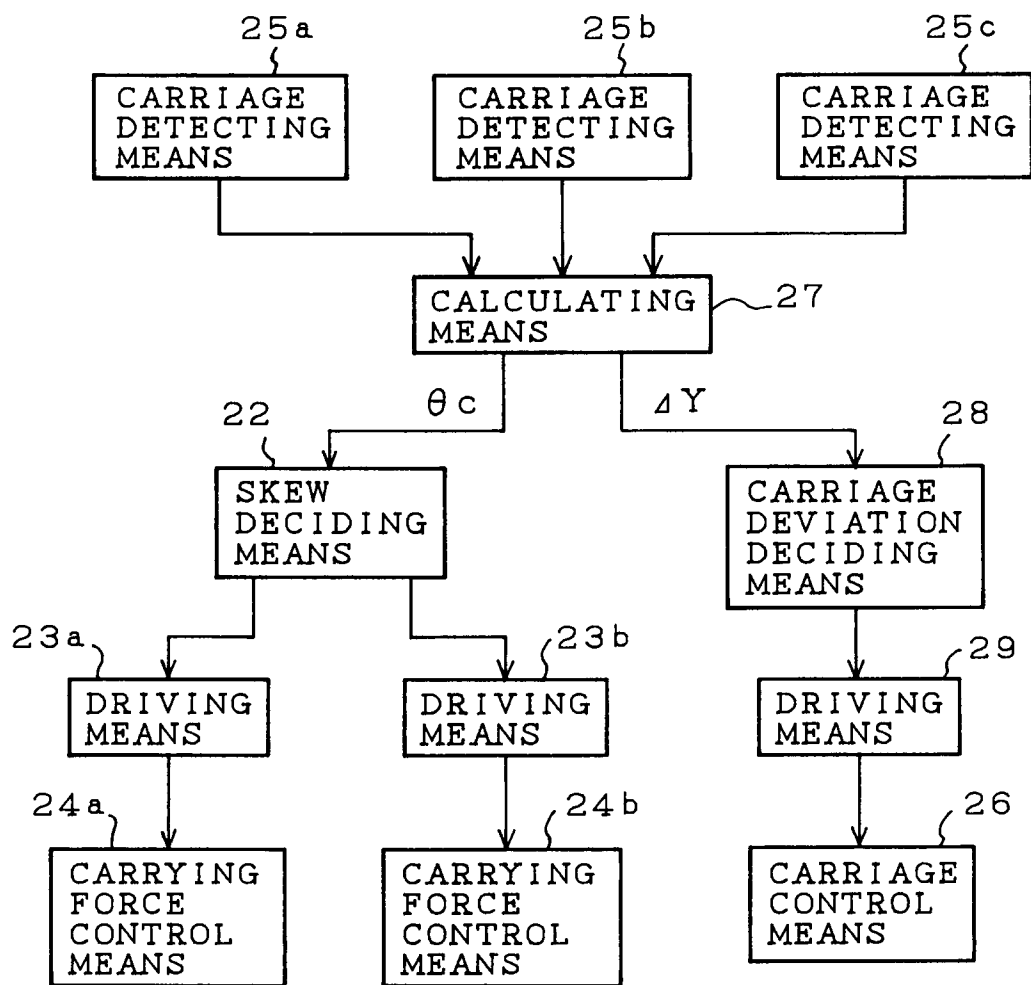 25a
25b
25c
CARRIAGE
DETECTING
MEANS
CARRIAGE
DETECTING
MEANS
CARRIAGE
DETECTING
MEANS
CALCULATING
MEANS
27
θc
ΔY
22
28
SKEW
DECIDING
MEANS
CARRIAGE
DEVIATION
DECIDING
MEANS
23a
23b
29
DRIVING
MEANS
DRIVING
MEANS
DRIVING
MEANS
24a
24b
26
CARRYING
FORCE
CONTROL
MEANS
CARRYING
FORCE
CONTROL
MEANS
CARRIAGE
CONTROL
MEANS